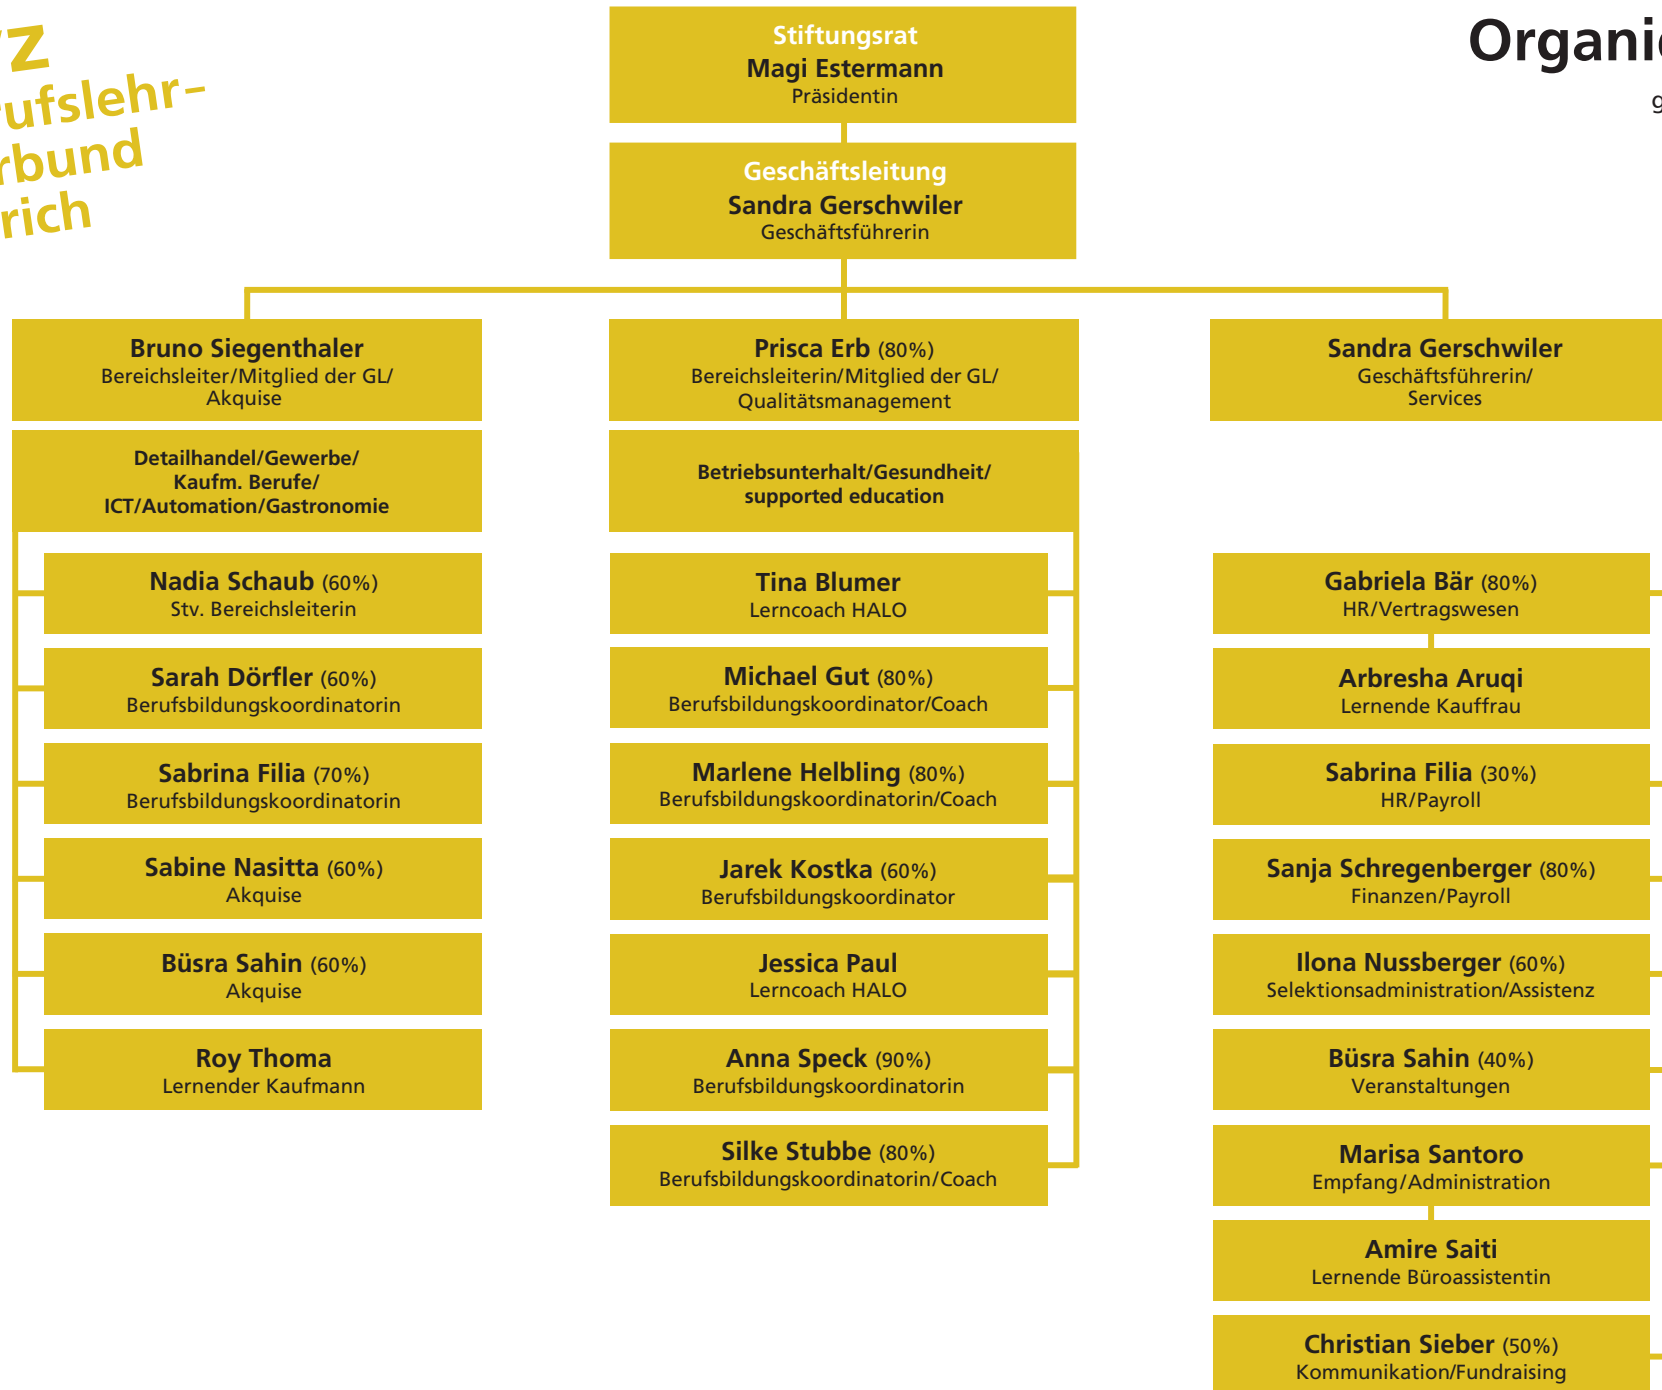 z
ufslehr–
rbund
rich
Organi
g
Stiftungsrat
Magi Estermann
Präsidentin
Geschäftsleitung
Sandra Gerschwiler
Geschäftsführerin
Bruno Siegenthaler
Bereichsleiter/Mitglied der GL/
Akquise
Detailhandel/Gewerbe/
Kaufm. Berufe/
ICT/Automation/Gastronomie
Nadia Schaub (60%)
Stv. Bereichsleiterin
Sarah Dörfler (60%)
Berufsbildungskoordinatorin
Sabrina Filia (70%)
Berufsbildungskoordinatorin
Sabine Nasitta (60%)
Akquise
Büsra Sahin (60%)
Akquise
Roy Thoma
Lernender Kaufmann
Prisca Erb (80%)
Bereichsleiterin/Mitglied der GL/
Qualitätsmanagement
Betriebsunterhalt/Gesundheit/
supported education
Tina Blumer
Lerncoach HALO
Michael Gut (80%)
Berufsbildungskoordinator/Coach
Marlene Helbling (80%)
Berufsbildungskoordinatorin/Coach
Jarek Kostka (60%)
Berufsbildungskoordinator
Jessica Paul
Lerncoach HALO
Anna Speck (90%)
Berufsbildungskoordinatorin
Silke Stubbe (80%)
Berufsbildungskoordinatorin/Coach
Sandra Gerschwiler
Geschäftsführerin/
Services
Gabriela Bär (80%)
HR/Vertragswesen
Arbresha Aruqi
Lernende Kauffrau
Sabrina Filia (30%)
HR/Payroll
Sanja Schregenberger (80%)
Finanzen/Payroll
Ilona Nussberger (60%)
Selektionsadministration/Assistenz
Büsra Sahin (40%)
Veranstaltungen
Marisa Santoro
Empfang/Administration
Amire Saiti
Lernende Büroassistentin
Christian Sieber (50%)
Kommunikation/Fundraising